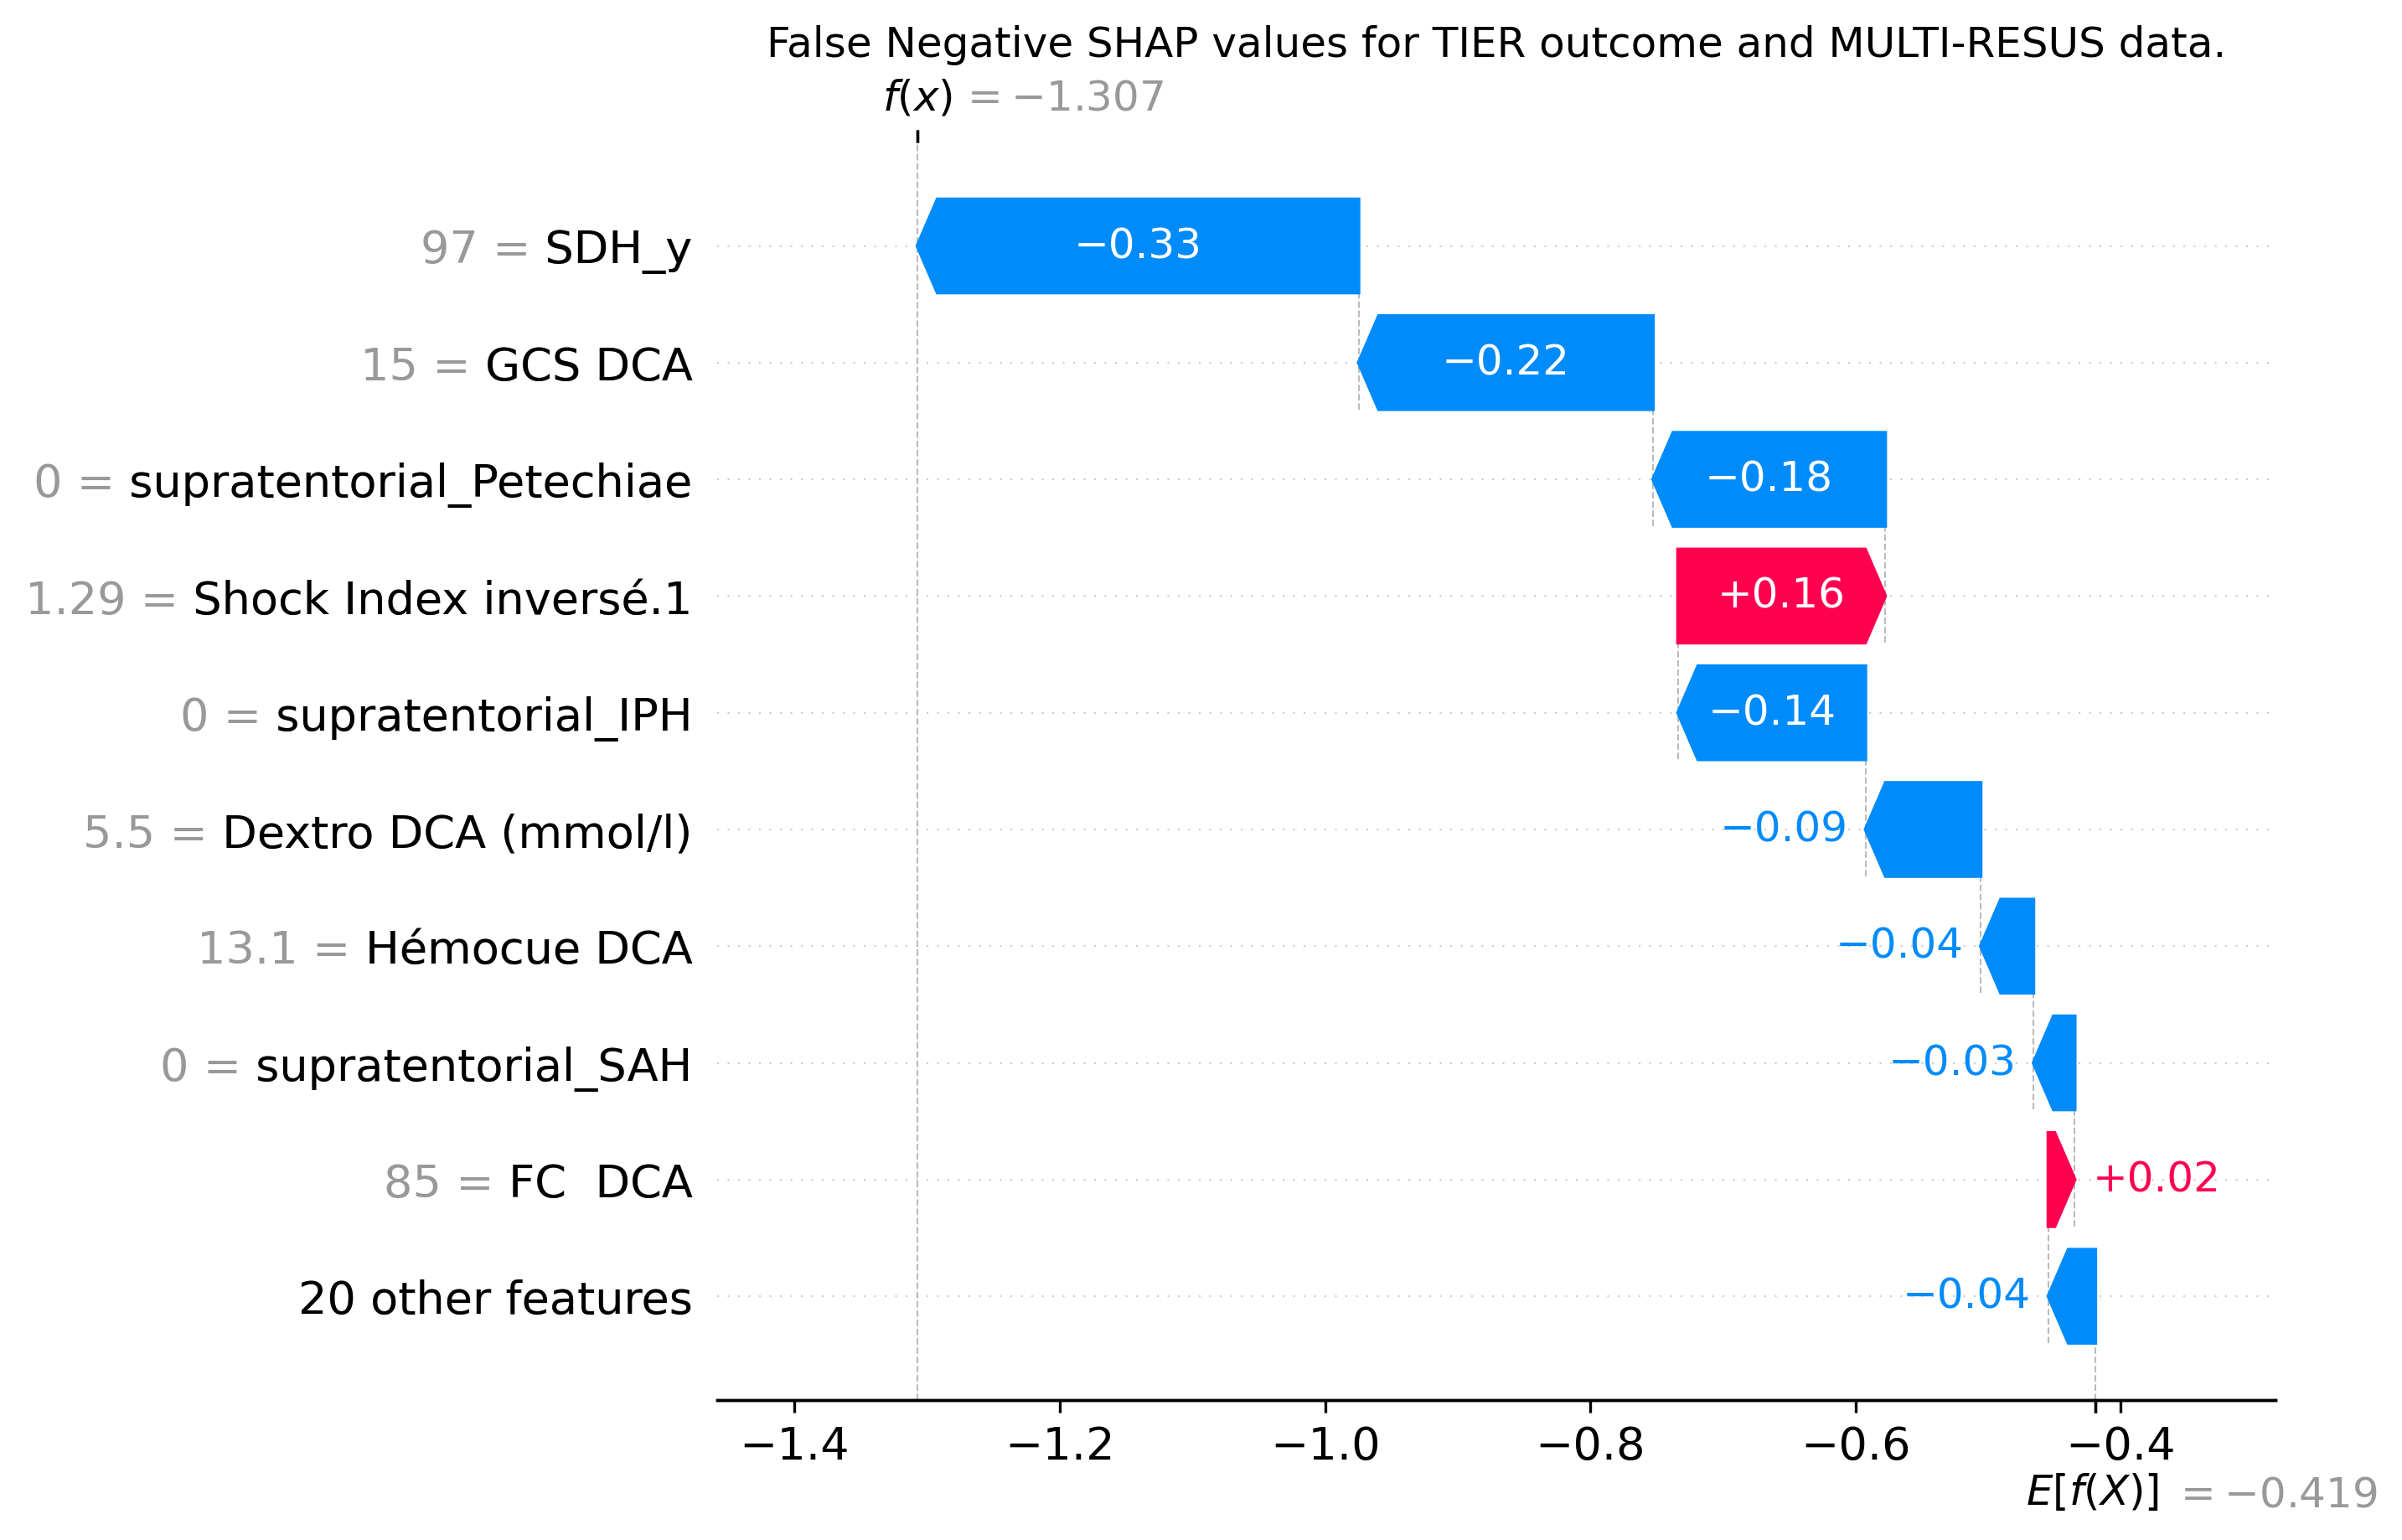 False Negative SHAP values for TIER outcome and MULTI-RESUS data.
f(x) = −1.307
97 = SDH_y
−0.33
15 = GCS DCA
−0.22
0 = supratentorial_Petechiae
−0.18
1.29 = Shock Index inversé.1
+0.16
0 = supratentorial_IPH
−0.14
5.5 = Dextro DCA (mmol/l)
−0.09
13.1 = Hémocue DCA
−0.04
0 = supratentorial_SAH
−0.03
85 = FC  DCA
+0.02
20 other features
−0.04
−1.4 −1.2 −1.0 −0.8 −0.6 −0.4
E[f(X)] = −0.419